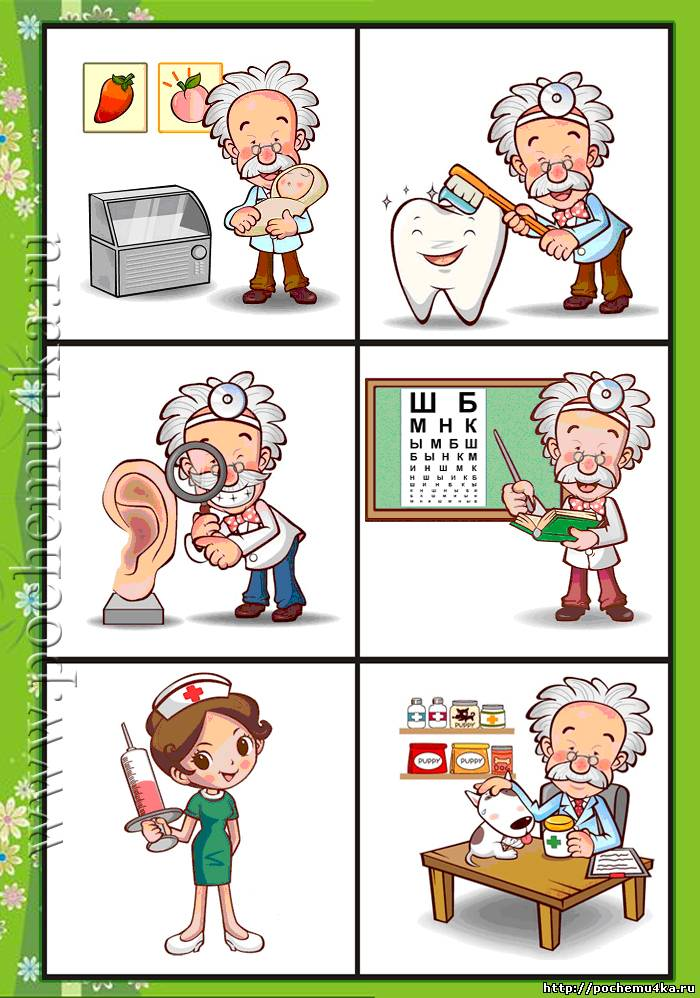 www.pochemu4ka.ru
Ш Б
М Н К
Ы М Б Ш
Б Ы Н К М
И Н Ш М К
Н Ш Ы И К Б
Ш И Н Б К Ы
PUPPY
PUPPY PUPPY
http://pochemu4ka.ru